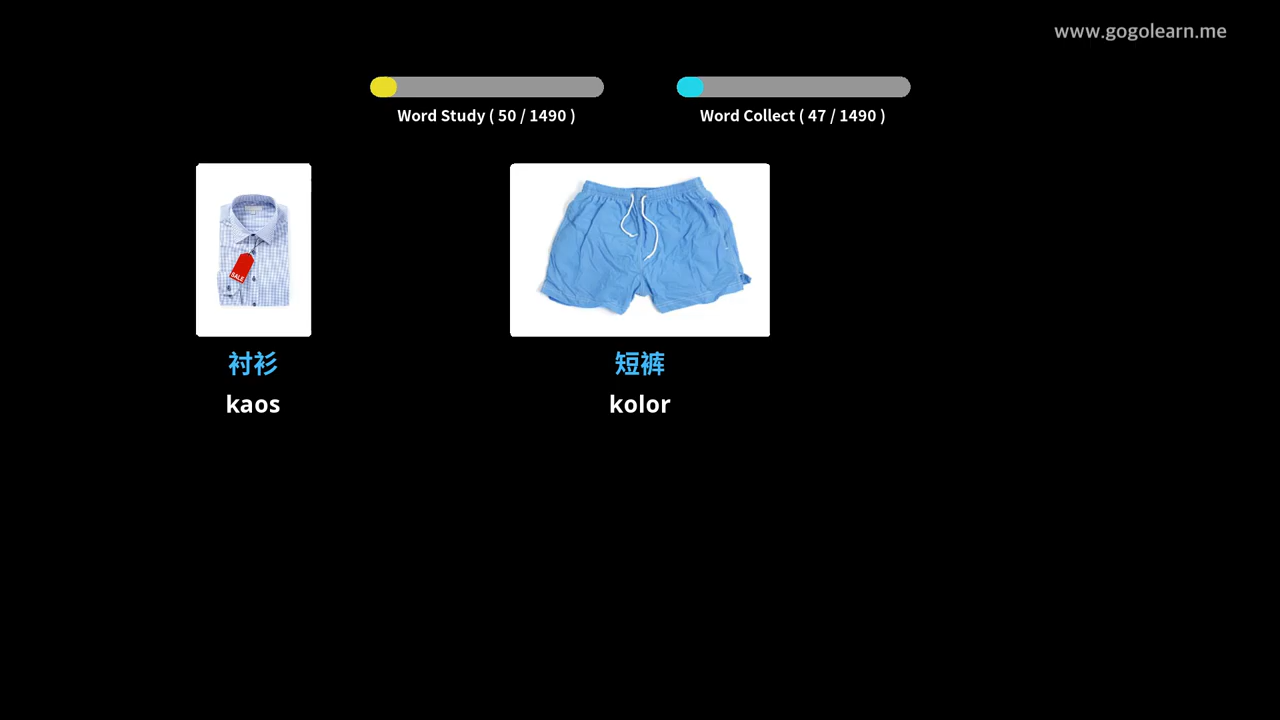 www.gogolearn.me
Word Study ( 50 / 1490 )
Word Collect ( 47 / 1490 )
SALE
衬衫
短裤
kaos
kolor